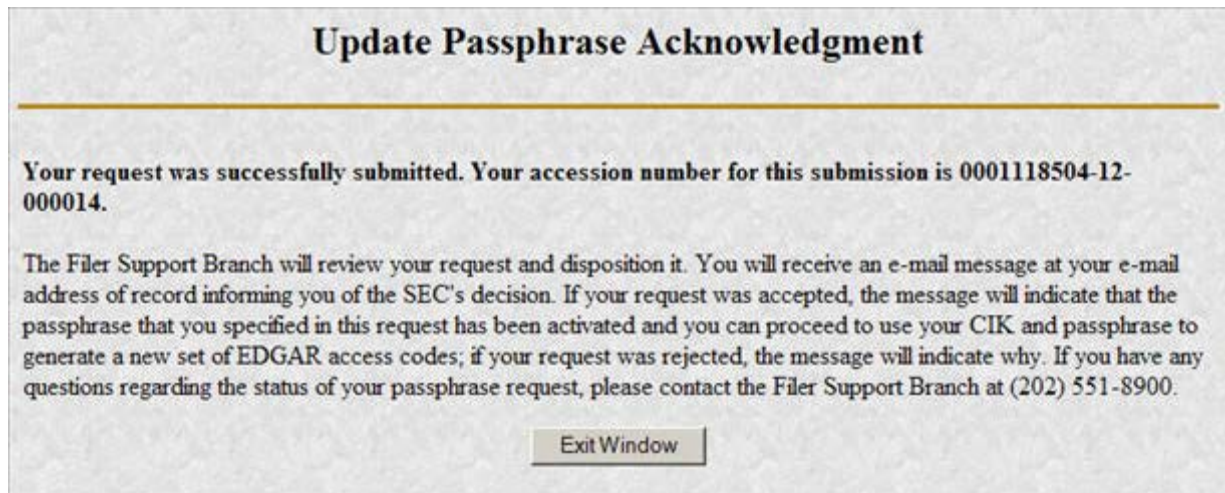 Update Passphrase Acknowledgment
Your request was successfully submitted. Your accession number for this submission is 0001118504-12-
000014.
The Filer Support Branch will review your request and disposition it. You will receive an e-mail message at your e-mail
address of record informing you of the SEC's decision. If your request was accepted, the message will indicate that the
passphrase that you specified in this request has been activated and you can proceed to use your CIK and passphrase to
generate a new set of EDGAR access codes; if your request was rejected, the message will indicate why. If you have any
questions regarding the status of your passphrase request, please contact the Filer Support Branch at (202) 551-8900.
Exit Window